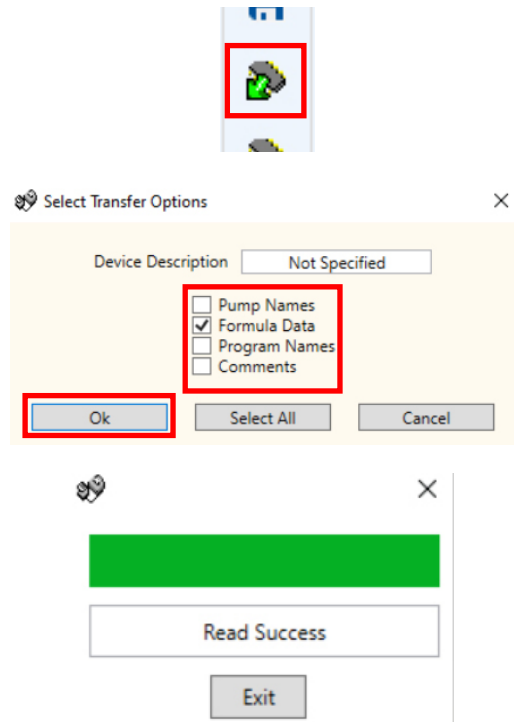 Select Transfer Options
Device Description Not Specified
Pump Names
Formula Data
Program Names
Comments
Ok Select All Cancel
Read Success
Exit